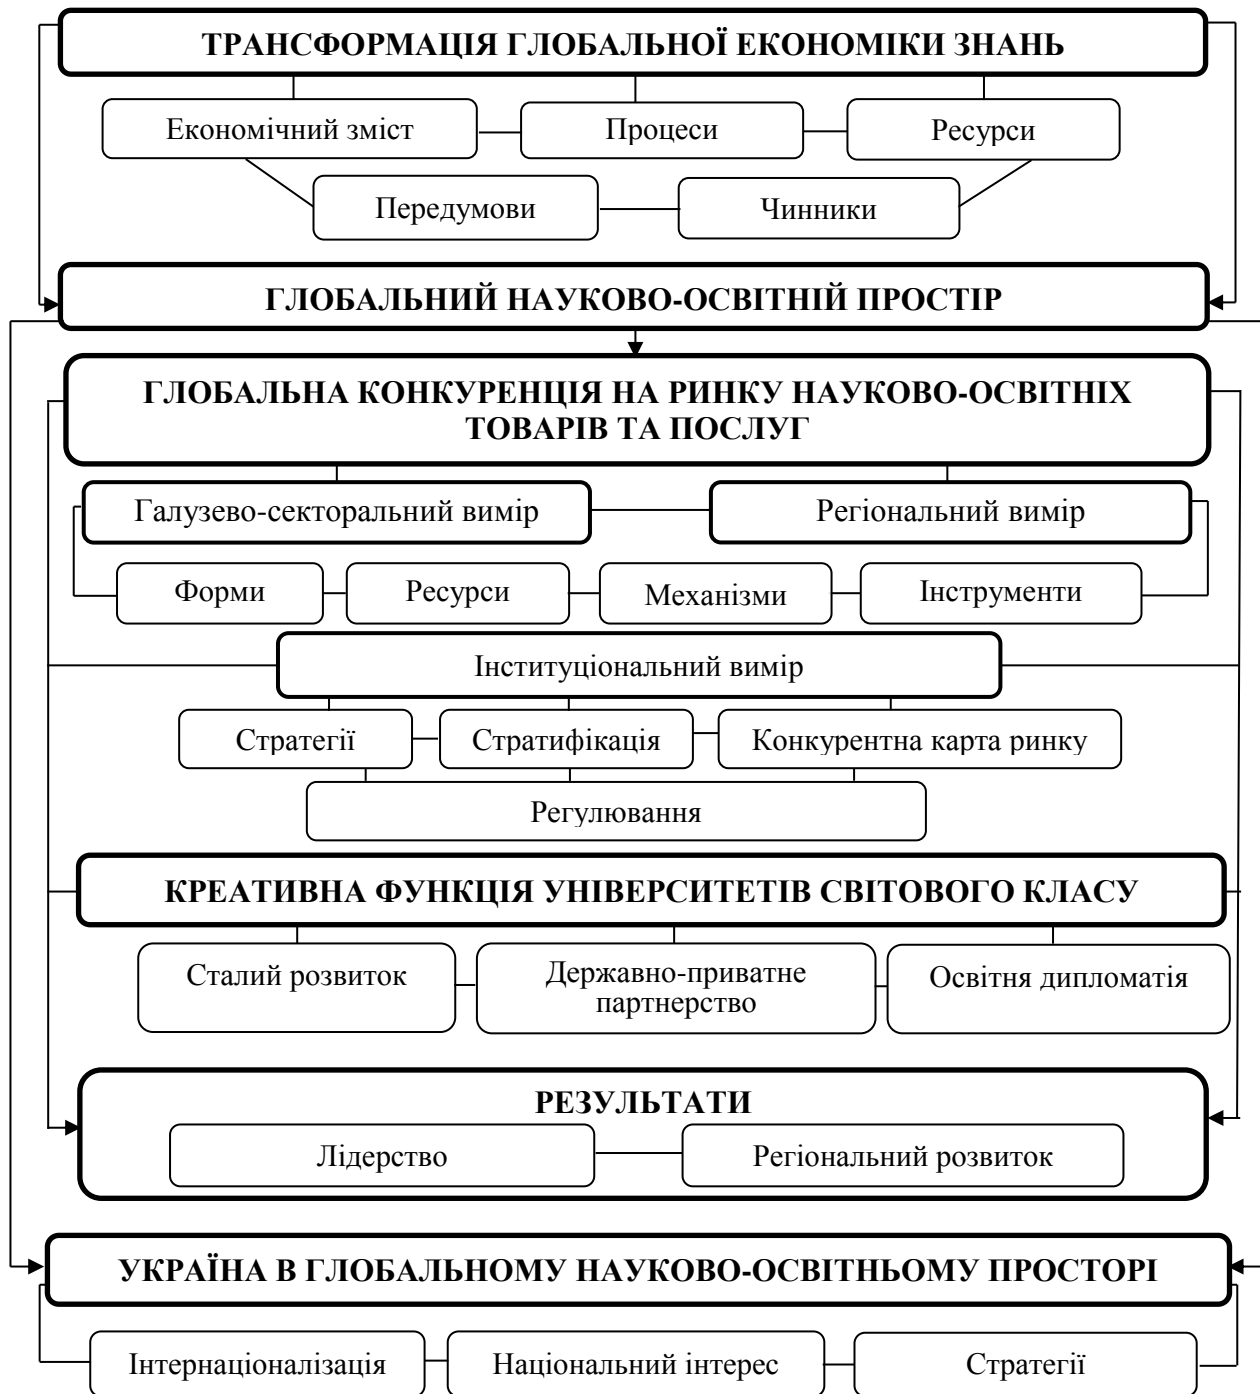 ТРАНСФОРМАЦІЯ ГЛОБАЛЬНОЇ ЕКОНОМІКИ ЗНАНЬ
Економічний зміст
Процеси
Ресурси
Передумови
Чинники
ГЛОБАЛЬНИЙ НАУКОВО-ОСВІТНІЙ ПРОСТІР
ГЛОБАЛЬНА КОНКУРЕНЦІЯ НА РИНКУ НАУКОВО-ОСВІТНІХ
ТОВАРІВ ТА ПОСЛУГ
Галузево-секторальний вимір
Регіональний вимір
Форми
Ресурси
Механізми
Інструменти
Інституціональний вимір
Стратегії
Стратифікація
Конкурентна карта ринку
Регулювання
КРЕАТИВНА ФУНКЦІЯ УНІВЕРСИТЕТІВ СВІТОВОГО КЛАСУ
Сталий розвиток
Державно-приватне
партнерство
Освітня дипломатія
РЕЗУЛЬТАТИ
Лідерство
Регіональний розвиток
УКРАЇНА В ГЛОБАЛЬНОМУ НАУКОВО-ОСВІТНЬОМУ ПРОСТОРІ
Інтернаціоналізація
Національний інтерес
Стратегії